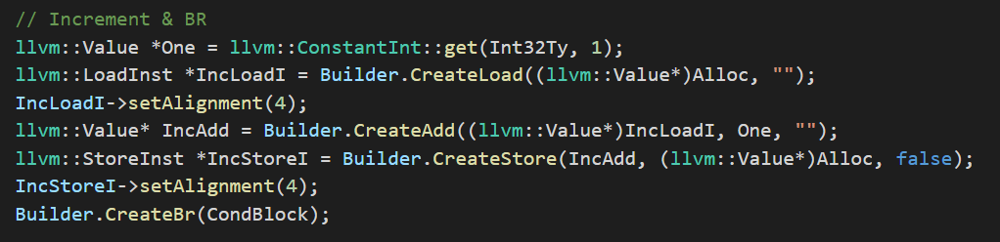 // Increment & BR
llvm::Value *One = llvm::ConstantInt::get(Int32Ty, 1);
llvm::LoadInst *IncLoadI = Builder.CreateLoad((llvm::Value*)Alloc, "");
IncLoadI->setAlignment(4);
llvm::Value* IncAdd = Builder.CreateAdd((llvm::Value*)IncLoadI, One, "");
llvm::StoreInst *IncStoreI = Builder.CreateStore(IncAdd, (llvm::Value*)Alloc, false);
IncStoreI->setAlignment(4);
Builder.CreateBr(CondBlock);